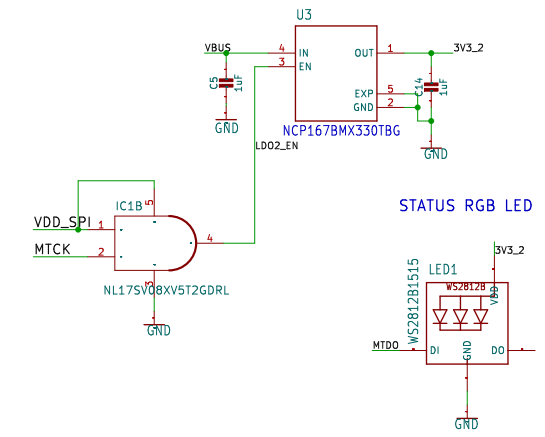 U3
VBUS
4 IN
OUT 1
3V3_2
3 EN
C5
1uF
C14
1uF
EXP 5
GND 2
GND
NCP167BMX330TBG
GND
LDO2_EN
IC1B
5
VDD_SPI
1
4
MTCK
2
3
NL17SV08XV5T2GDRL
GND
STATUS RGB LED
3V3_2
LED1
WS2812B1515
WS2812B
VDD
MTDO
DI
GND
DO
GND